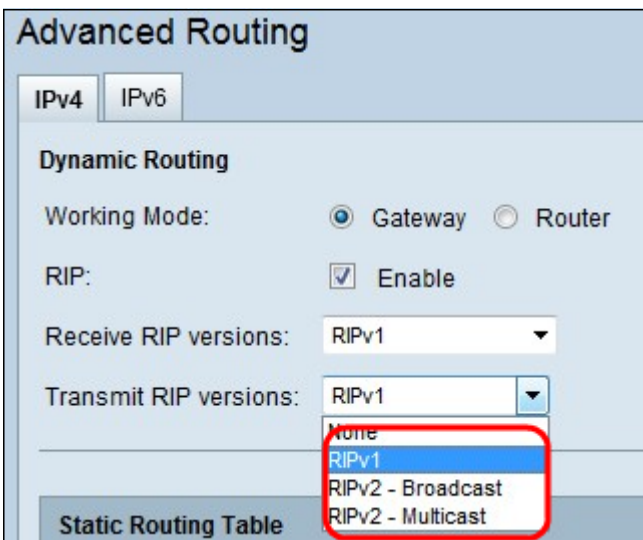 Advanced Routing
IPv4 IPv6
Dynamic Routing
Working Mode: Gateway Router
RIP: Enable
Receive RIP versions: RIPv1
Transmit RIP versions: RIPv1
None
RIPv1
RIPv2 - Broadcast
RIPv2 - Multicast
Static Routing Table